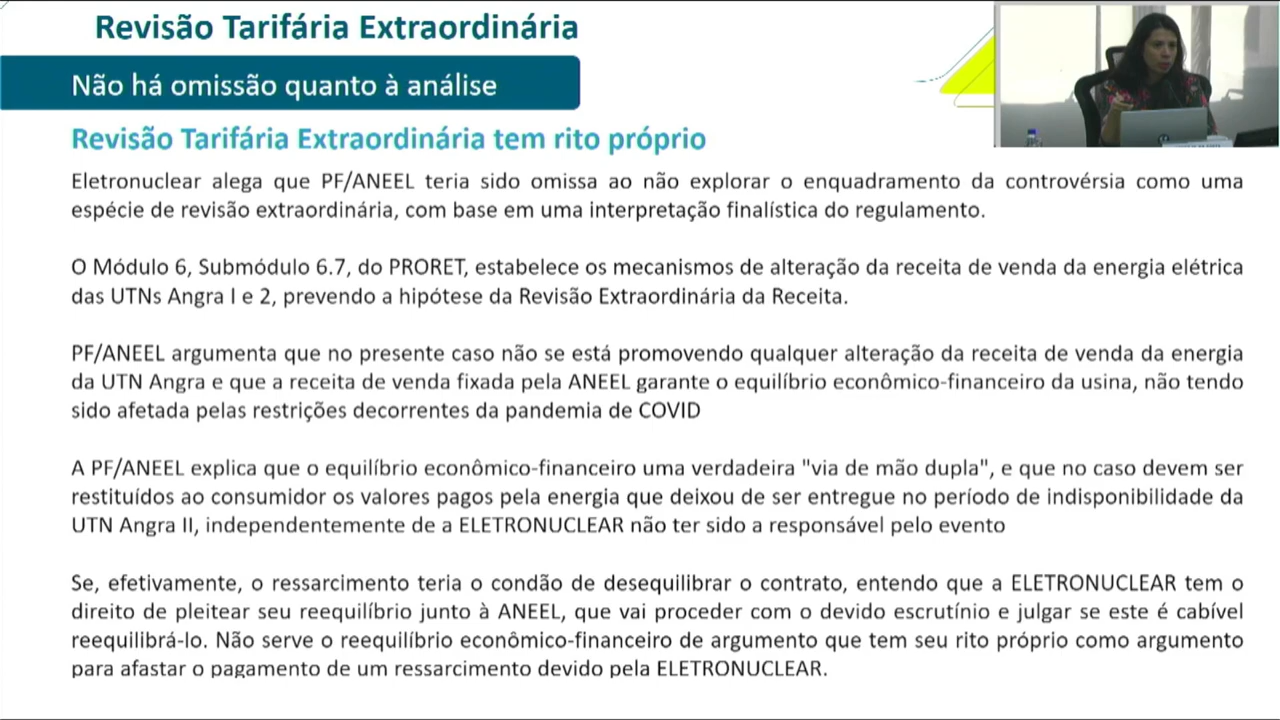 Revisão Tarifária Extraordinária
Não há omissão quanto à análise
Revisão Tarifária Extraordinária tem rito próprio
Eletronuclear alega que PF/ANEEL teria sido omissa ao não explorar o enquadramento da controvérsia como uma
espécie de revisão extraordinária, com base em uma interpretação finalística do regulamento.
O Módulo 6, Submódulo 6.7, do PRORET, estabelece os mecanismos de alteração da receita de venda da energia elétrica
das UTNs Angra I e 2, prevendo a hipótese da Revisão Extraordinária da Receita.
PF/ANEEL argumenta que no presente caso não se está promovendo qualquer alteração da receita de venda da energia
da UTN Angra e que a receita de venda fixada pela ANEEL garante o equilíbrio econômico-financeiro da usina, não tendo
sido afetada pelas restrições decorrentes da pandemia de COVID
A PF/ANEEL explica que o equilíbrio econômico-financeiro uma verdadeira "via de mão dupla", e que no caso devem ser
restituídos ao consumidor os valores pagos pela energia que deixou de ser entregue no período de indisponibilidade da
UTN Angra II, independentemente de a ELETRONUCLEAR não ter sido a responsável pelo evento
Se, efetivamente, o ressarcimento teria o condão de desequilibrar o contrato, entendo que a ELETRONUCLEAR tem o
direito de pleitear seu reequilíbrio junto à ANEEL, que vai proceder com o devido escrutínio e julgar se este é cabível
reequilibrá-lo. Não serve o reequilíbrio econômico-financeiro de argumento que tem seu rito próprio como argumento
para afastar o pagamento de um ressarcimento devido pela ELETRONUCLEAR.